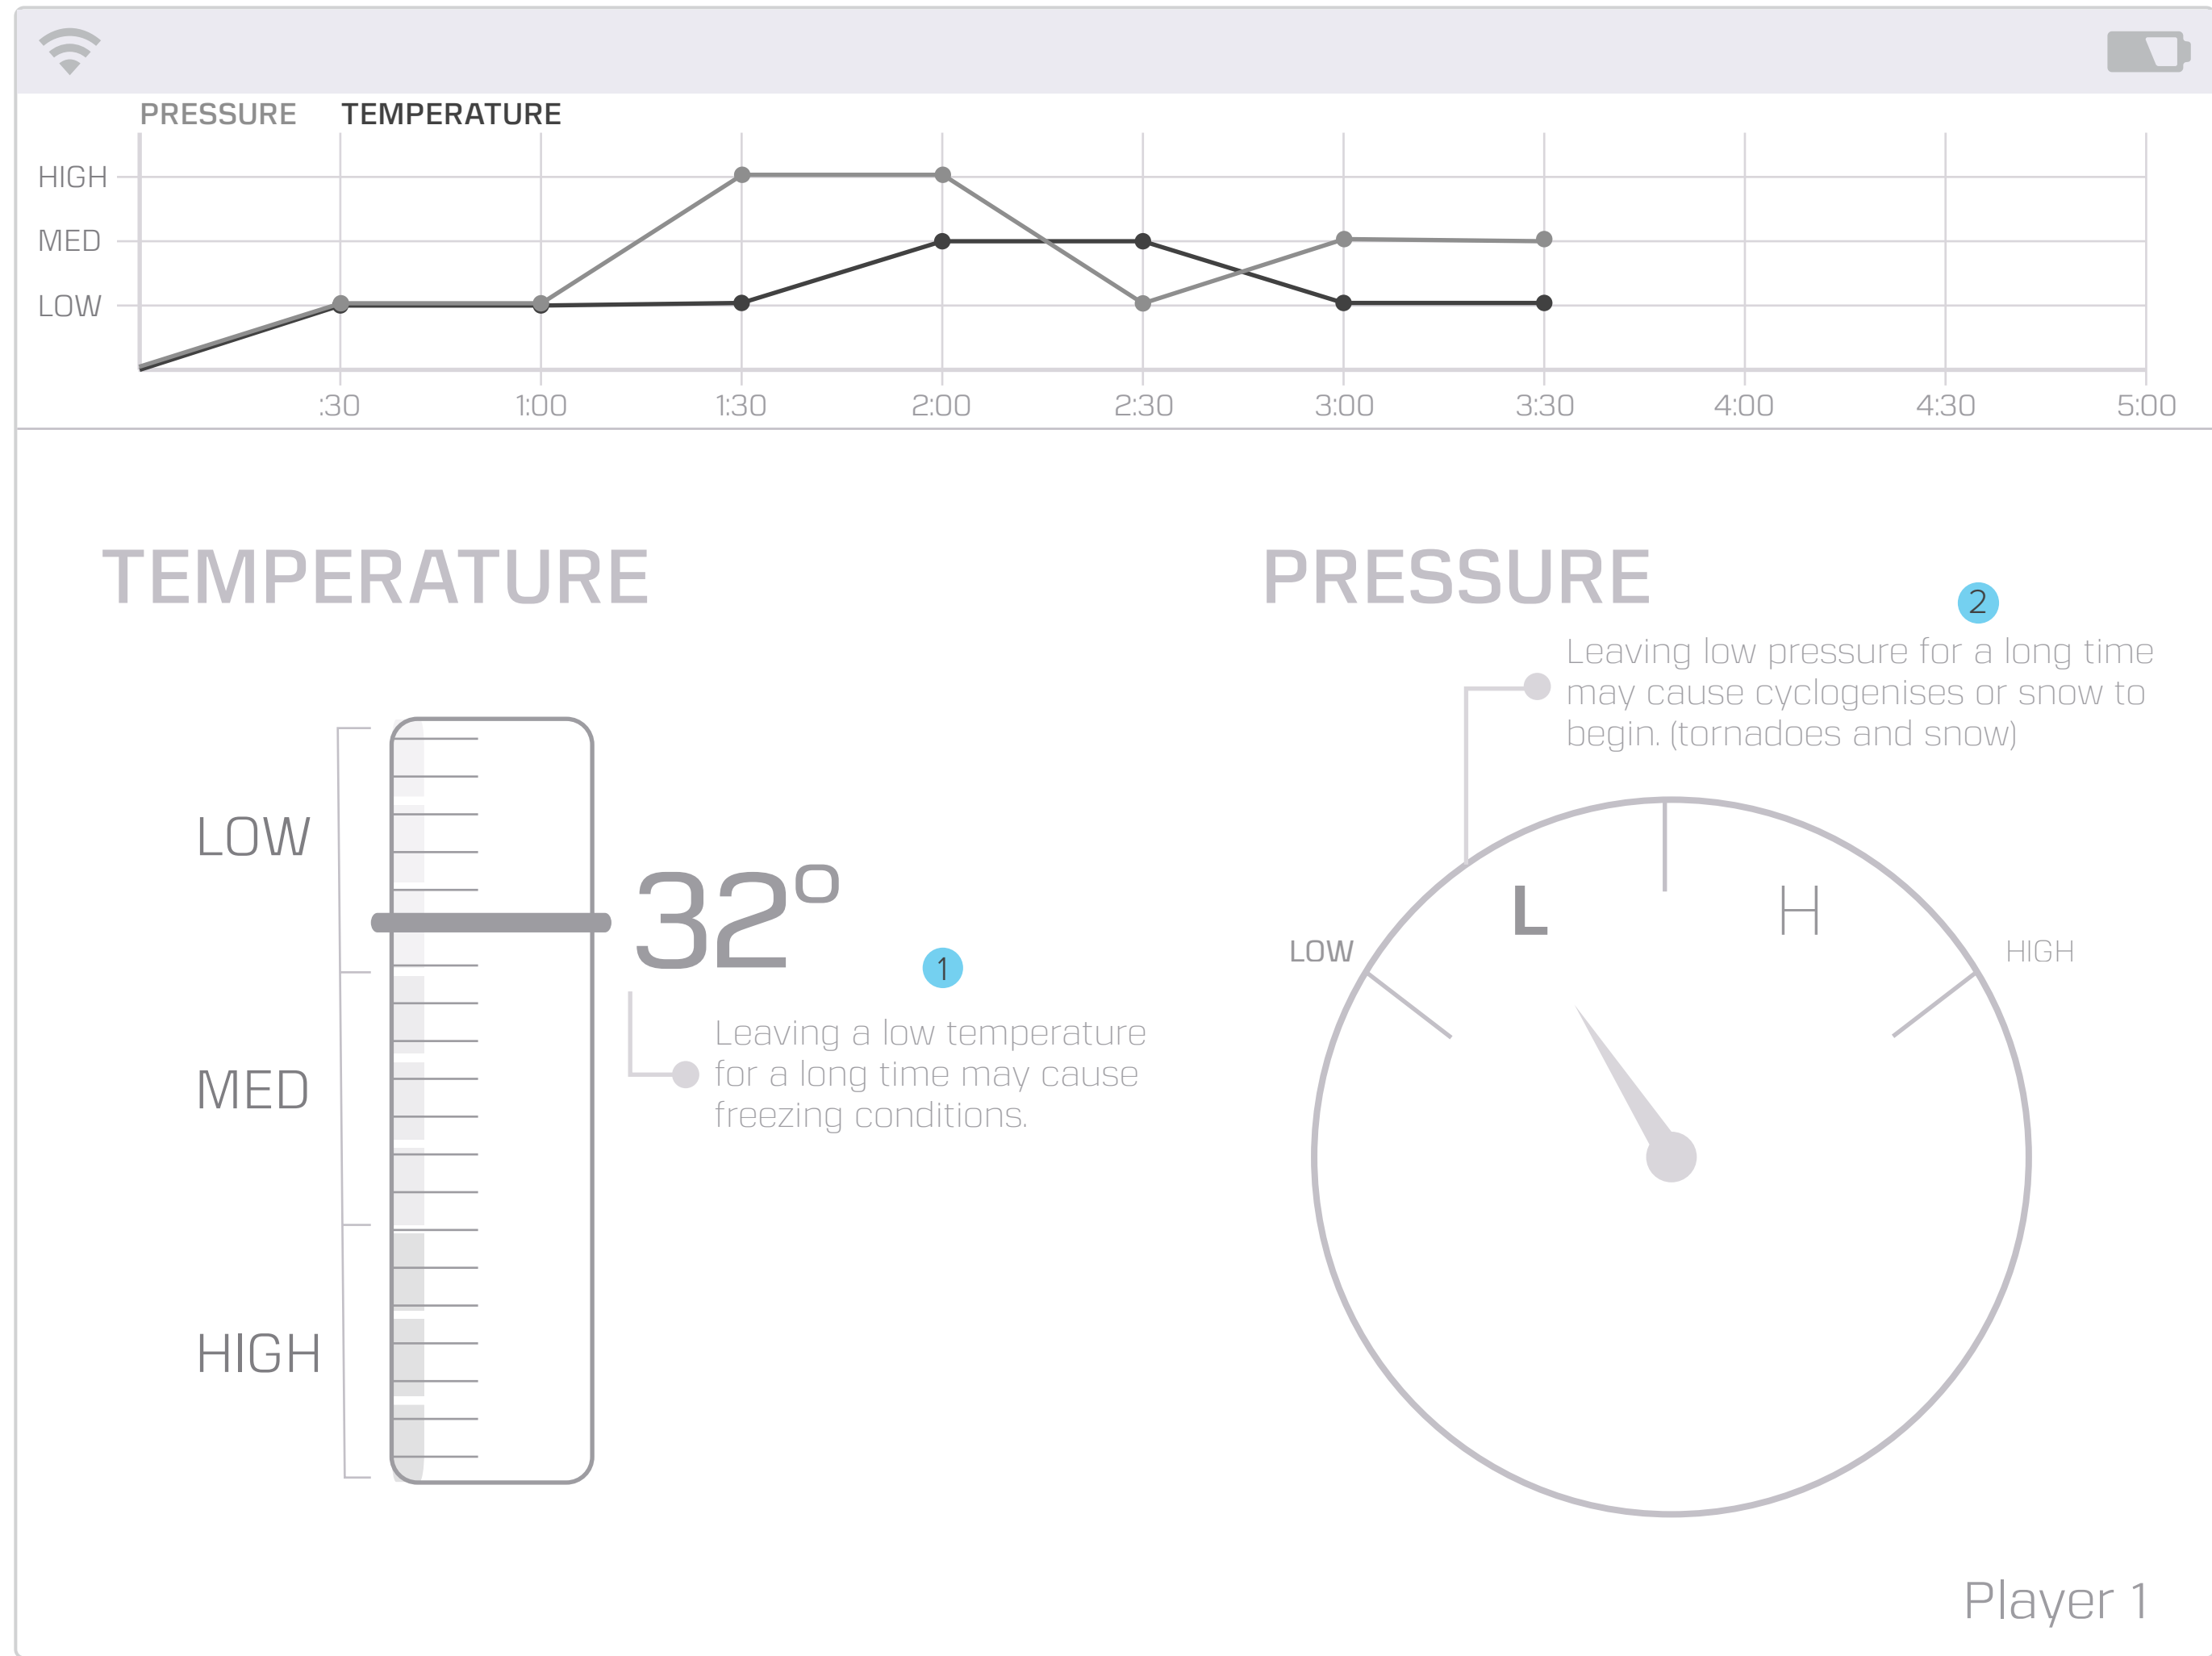 PRESSURE TEMPERATURE
HIGH
MED
LOW
:30 1:00 1:30 2:00 2:30 3:00 3:30 4:00 4:30 5:00
TEMPERATURE
LOW
MED
HIGH
32°
1
Leaving a low temperature
for a long time may cause
freezing conditions.
PRESSURE
2
Leaving low pressure for a long time
may cause cyclogenises or snow to
begin. (tornadoes and snow)
L H
LOW HIGH
Player 1